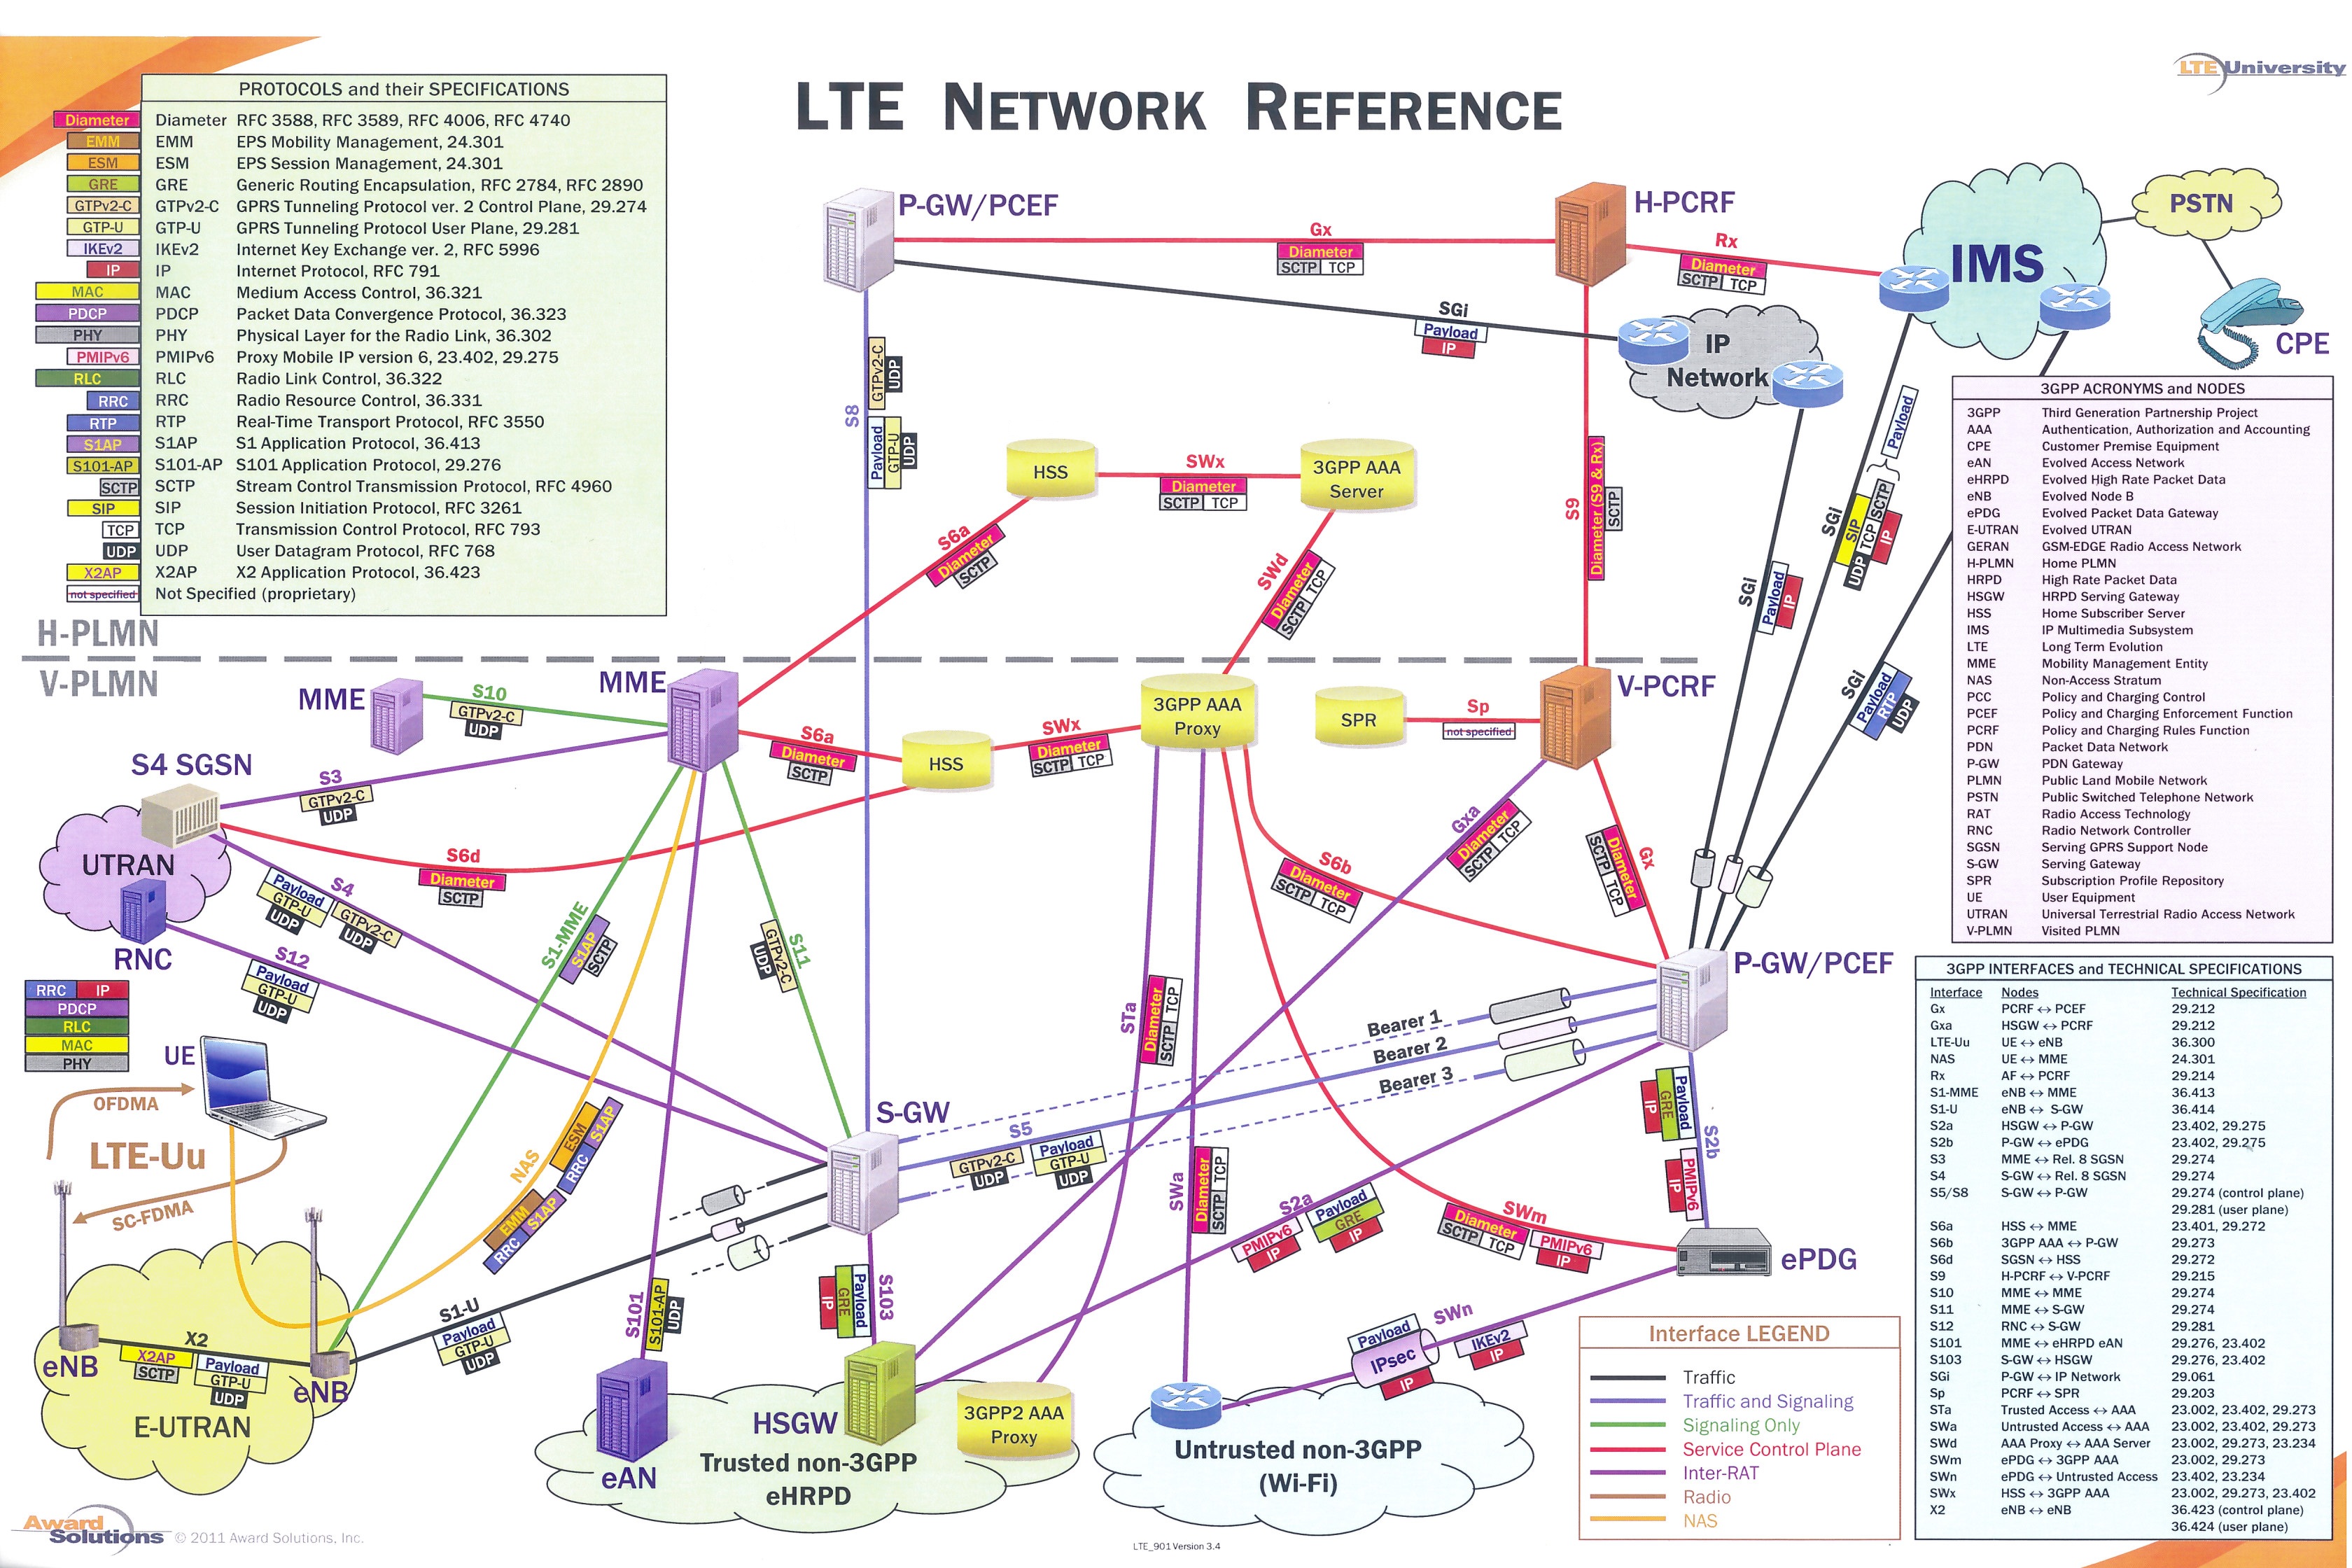 LTE University
LTE NETWORK REFERENCE
PROTOCOLS and their SPECIFICATIONS
Diameter Diameter RFC 3588, RFC 3589, RFC 4006, RFC 4740
EMM EMM EPS Mobility Management, 24.301
ESM ESM EPS Session Management, 24.301
GRE GRE Generic Routing Encapsulation, RFC 2784, RFC 2890
GTPv2-C GTPv2-C GPRS Tunneling Protocol ver. 2 Control Plane, 29.274
GTP-U GTP-U GPRS Tunneling Protocol User Plane, 29.281
IKEv2 IKEv2 Internet Key Exchange ver. 2, RFC 5996
IP IP Internet Protocol, RFC 791
MAC MAC Medium Access Control, 36.321
PDCP PDCP Packet Data Convergence Protocol, 36.323
PHY PHY Physical Layer for the Radio Link, 36.302
PMIPv6 PMIPv6 Proxy Mobile IP version 6, 23.402, 29.275
RLC RLC Radio Link Control, 36.322
RRC RRC Radio Resource Control, 36.331
RTP RTP Real-Time Transport Protocol, RFC 3550
S1AP S1AP S1 Application Protocol, 36.413
S101-AP S101-AP S101 Application Protocol, 29.276
SCTP SCTP Stream Control Transmission Protocol, RFC 4960
SIP SIP Session Initiation Protocol, RFC 3261
TCP TCP Transmission Control Protocol, RFC 793
UDP UDP User Datagram Protocol, RFC 768
X2AP X2AP X2 Application Protocol, 36.423
not specified Not Specified (proprietary)
H-PLMN
V-PLMN
P-GW/PCEF
Gx
Diameter
SCTP TCP
H-PCRF
Rx
Diameter
SCTP TCP
IMS
PSTN
CPE
SGi
Payload
IP
IP
Network
S8
GTPv2-C
UDP
Payload
GTP-U
UDP
HSS
SWx
Diameter
SCTP TCP
3GPP AAA
Server
S6a
Diameter
SCTP
SWd
Diameter
SCTP TCP
S9
Diameter (S9 & Rx)
SCTP
SGi
Payload
IP
SGi
SIP
UDP TCP SCTP
IP
Payload
SGi
Payload
RTP
UDP
MME
S10
GTPv2-C
UDP
MME
S6a
Diameter
SCTP
HSS
SWx
Diameter
SCTP TCP
3GPP AAA
Proxy
SPR
Sp
not specified
V-PCRF
S4 SGSN
S3
GTPv2-C
UDP
UTRAN
RNC
S6d
Diameter
SCTP
S4
Payload
GTP-U
UDP
GTPv2-C
UDP
S12
Payload
GTP-U
UDP
S1-MME
S1AP
SCTP
S11
GTPv2-C
UDP
STa
Diameter
SCTP TCP
S6b
Diameter
SCTP TCP
Gxa
Diameter
SCTP TCP
Gx
Diameter
SCTP TCP
P-GW/PCEF
Bearer 1
Bearer 2
Bearer 3
RRC IP
PDCP
RLC
MAC
PHY
UE
OFDMA
LTE-Uu
SC-FDMA
NAS
ESM
RRC S1AP
EMM
RRC S1AP
S-GW
S5
GTPv2-C
UDP
Payload
GTP-U
UDP
SWa
Diameter
SCTP TCP
S2a
PMIPv6
IP
Payload
GRE
IP
SWm
Diameter
SCTP TCP
PMIPv6
IP
S2b
Payload
GRE
IP
PMIPv6
IP
ePDG
eNB
X2
X2AP
SCTP
Payload
GTP-U
UDP
eNB
E-UTRAN
S1-U
Payload
GTP-U
UDP
S101
S101-AP
UDP
S103
Payload
GRE
IP
eAN
HSGW
Trusted non-3GPP
eHRPD
3GPP2 AAA
Proxy
SWn
Payload
IPsec
IP
IKEv2
IP
Untrusted non-3GPP
(Wi-Fi)
Interface LEGEND
Traffic
Traffic and Signaling
Signaling Only
Service Control Plane
Inter-RAT
Radio
NAS
3GPP ACRONYMS and NODES
3GPP Third Generation Partnership Project
AAA Authentication, Authorization and Accounting
CPE Customer Premise Equipment
eAN Evolved Access Network
eHRPD Evolved High Rate Packet Data
eNB Evolved Node B
ePDG Evolved Packet Data Gateway
E-UTRAN Evolved UTRAN
GERAN GSM-EDGE Radio Access Network
H-PLMN Home PLMN
HRPD High Rate Packet Data
HSGW HRPD Serving Gateway
HSS Home Subscriber Server
IMS IP Multimedia Subsystem
LTE Long Term Evolution
MME Mobility Management Entity
NAS Non-Access Stratum
PCC Policy and Charging Control
PCEF Policy and Charging Enforcement Function
PCRF Policy and Charging Rules Function
PDN Packet Data Network
P-GW PDN Gateway
PLMN Public Land Mobile Network
PSTN Public Switched Telephone Network
RAT Radio Access Technology
RNC Radio Network Controller
SGSN Serving GPRS Support Node
S-GW Serving Gateway
SPR Subscription Profile Repository
UE User Equipment
UTRAN Universal Terrestrial Radio Access Network
V-PLMN Visited PLMN
3GPP INTERFACES and TECHNICAL SPECIFICATIONS
Interface Nodes Technical Specification
Gx PCRF ↔ PCEF 29.212
Gxa HSGW ↔ PCRF 29.212
LTE-Uu UE ↔ eNB 36.300
NAS UE ↔ MME 24.301
Rx AF ↔ PCRF 29.214
S1-MME eNB ↔ MME 36.413
S1-U eNB ↔ S-GW 36.414
S2a HSGW ↔ P-GW 23.402, 29.275
S2b P-GW ↔ ePDG 23.402, 29.275
S3 MME ↔ Rel. 8 SGSN 29.274
S4 S-GW ↔ Rel. 8 SGSN 29.274
S5/S8 S-GW ↔ P-GW 29.274 (control plane)
29.281 (user plane)
S6a HSS ↔ MME 23.401, 29.272
S6b 3GPP AAA ↔ P-GW 29.273
S6d SGSN ↔ HSS 29.272
S9 H-PCRF ↔ V-PCRF 29.215
S10 MME ↔ MME 29.274
S11 MME ↔ S-GW 29.274
S12 RNC ↔ S-GW 29.281
S101 MME ↔ eHRPD eAN 29.276, 23.402
S103 S-GW ↔ HSGW 29.276, 23.402
SGi P-GW ↔ IP Network 29.061
Sp PCRF ↔ SPR 29.203
STa Trusted Access ↔ AAA 23.002, 23.402, 29.273
SWa Untrusted Access ↔ AAA 23.002, 23.402, 29.273
SWd AAA Proxy ↔ AAA Server 23.002, 29.273, 23.234
SWm ePDG ↔ 3GPP AAA 23.002, 29.273
SWn ePDG ↔ Untrusted Access 23.402, 23.234
SWx HSS ↔ 3GPP AAA 23.002, 29.273, 23.402
X2 eNB ↔ eNB 36.423 (control plane)
36.424 (user plane)
Award Solutions © 2011 Award Solutions, Inc.
LTE_901 Version 3.4